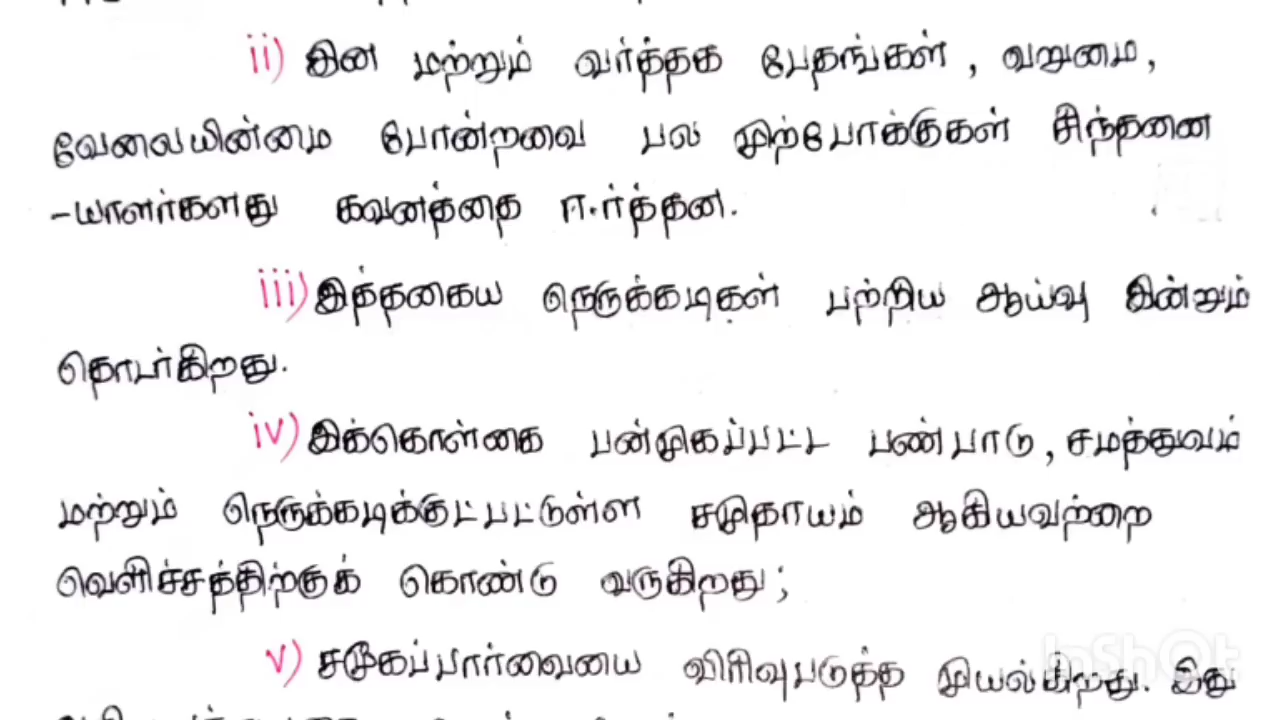 ii) இன மற்றும் வர்த்தக பேதங்கள் , வறுமை ,
வேலையின்மை போன்றவை பல முற்போக்குகள் சிந்தனை
-யாளர்களது கவனத்தை ஈர்த்தன.
iii) இத்தகைய நெருக்கடிகள் பற்றிய ஆய்வு இன்றும்
தொடர்கிறது.
iv) இக்கொள்கை பன்முகப்பட்ட பண்பாடு , சமத்துவம்
மற்றும் நெருக்கடிக்குட்பட்டுள்ள சமுதாயம் ஆகியவற்றை
வெளிச்சத்திற்குக் கொண்டு வருகிறது ;
v) சமூகப்பார்வையை விரிவுபடுத்த முயல்கிறது. இது
InShOt